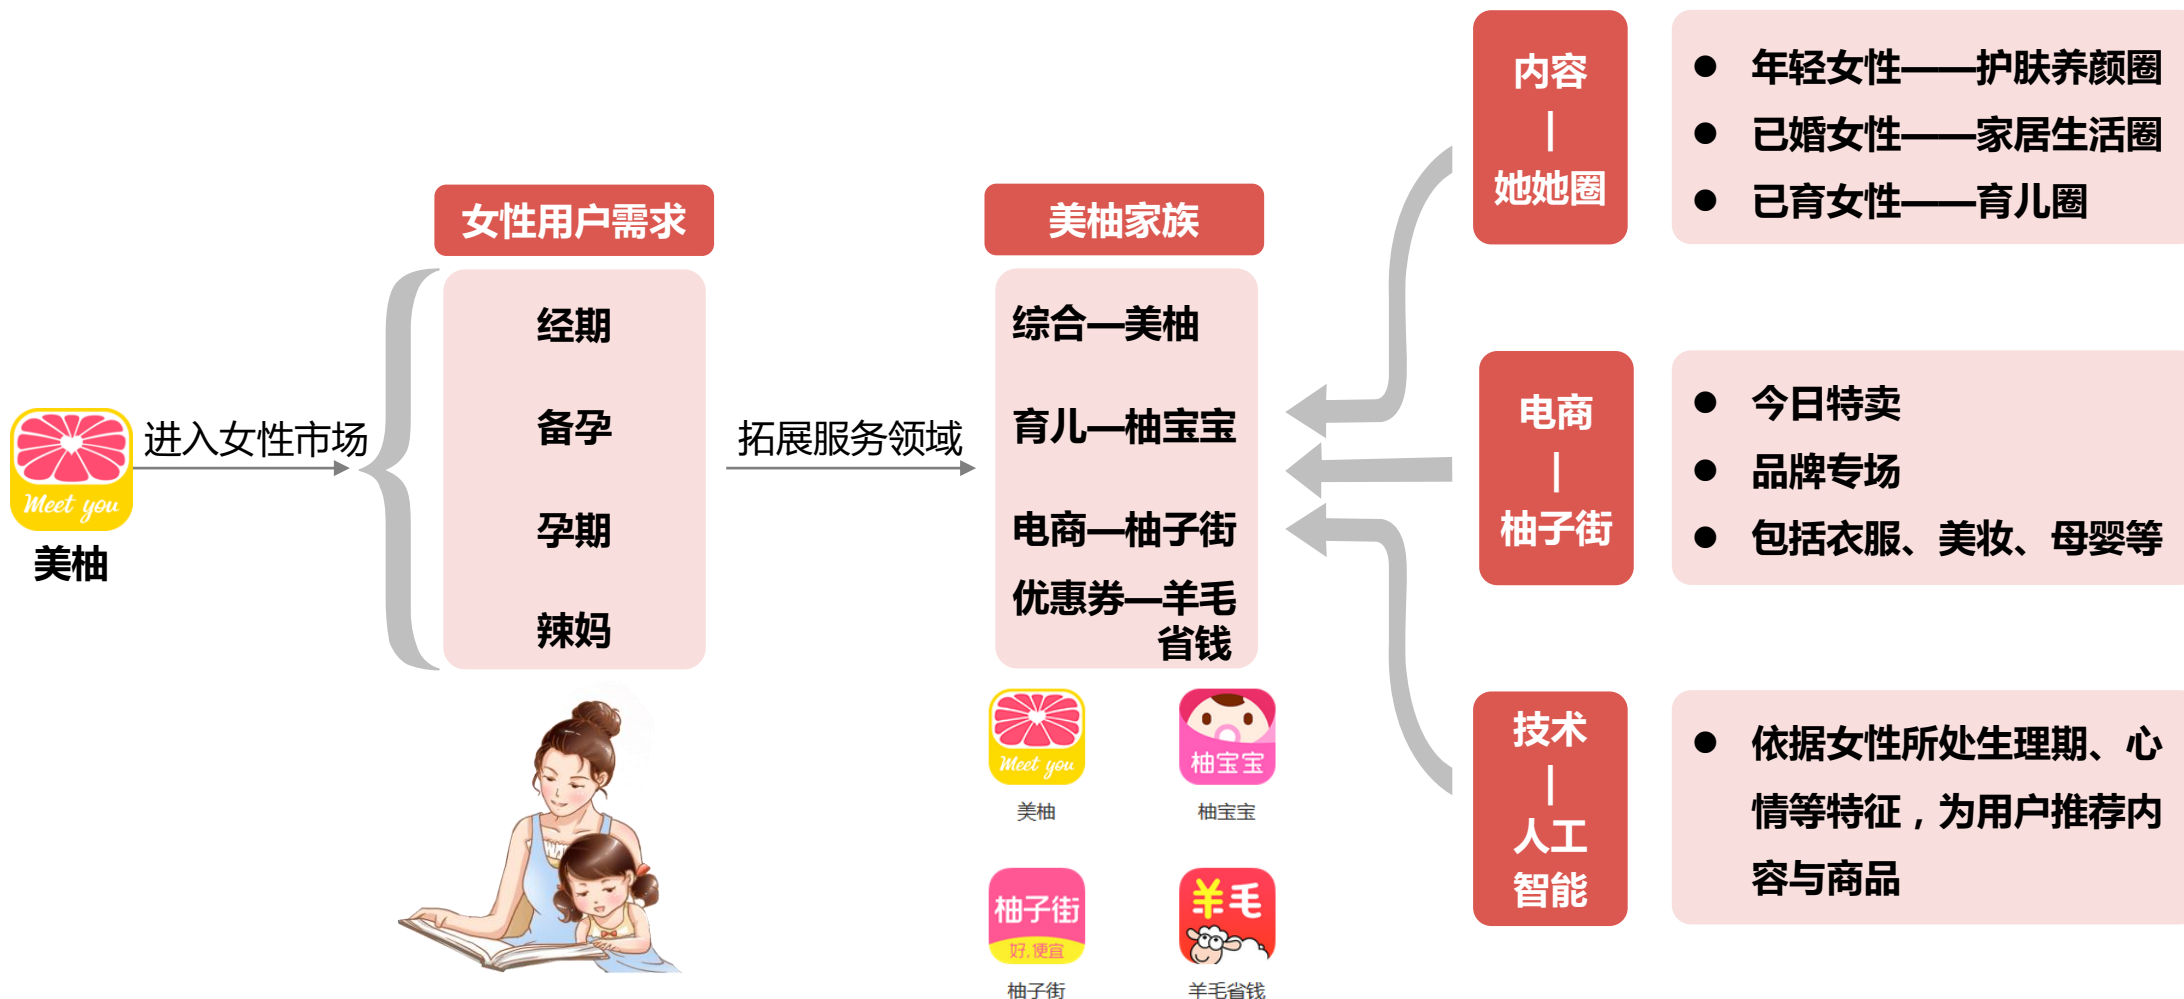 Meet you
美柚
进入女性市场
女性用户需求
经期
备孕
孕期
辣妈
拓展服务领域
美柚家族
综合—美柚
育儿—柚宝宝
电商—柚子街
优惠券—羊毛
省钱
Meet you
美柚
柚宝宝
柚宝宝
柚子街
好,便宜
柚子街
羊毛
羊毛省钱
内容
|
她她圈
● 年轻女性——护肤养颜圈
● 已婚女性——家居生活圈
● 已育女性——育儿圈
电商
|
柚子街
● 今日特卖
● 品牌专场
● 包括衣服、美妆、母婴等
技术
|
人工
智能
● 依据女性所处生理期、心
情等特征，为用户推荐内
容与商品